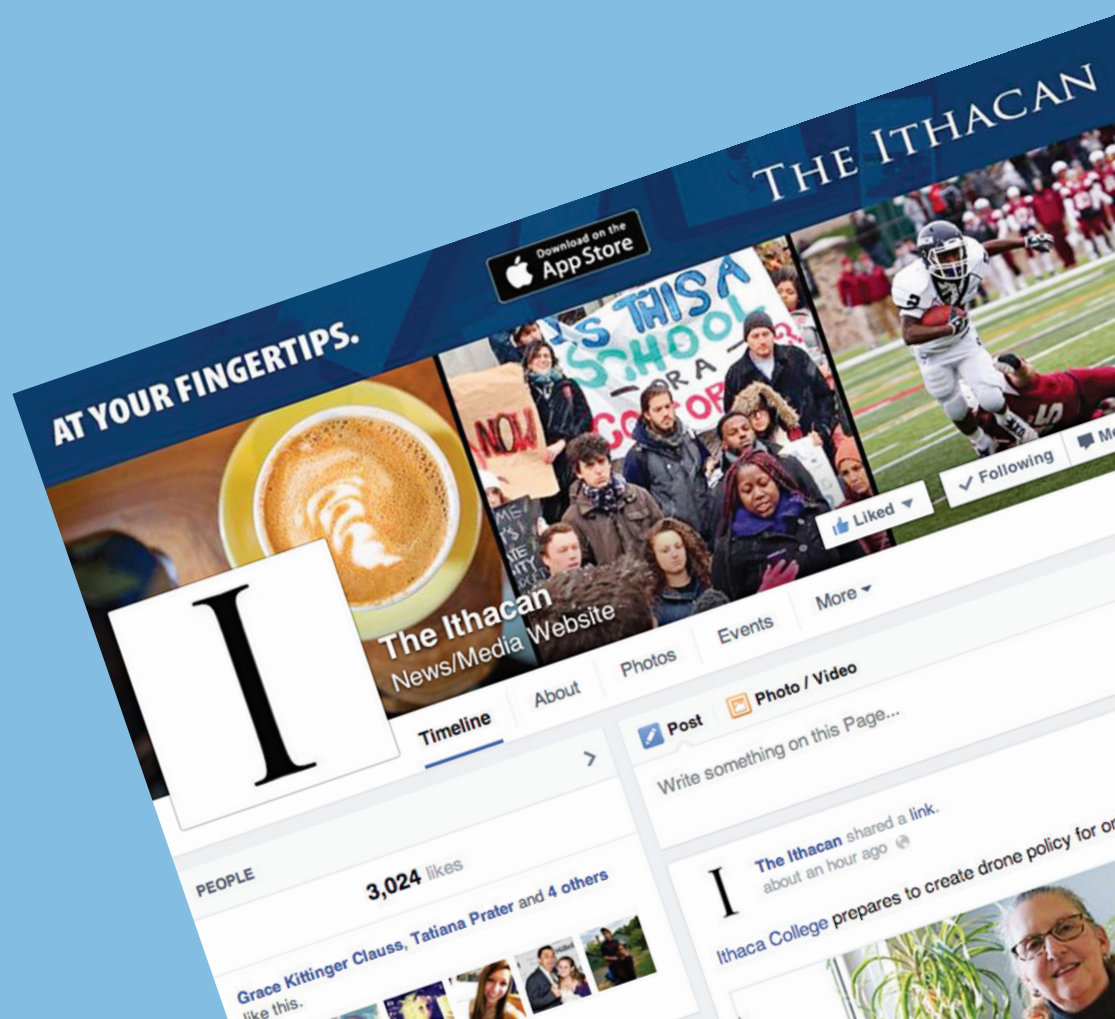 THE ITHACAN
Download on the
App Store
AT YOUR FINGERTIPS.
IS THIS A
SCHOOL
OR A
NOW
2
Liked
Following
The Ithacan
News/Media Website
I
Timeline
About
Photos
Events
More
Post
Photo / Video
Write something on this Page...
PEOPLE
3,024 likes
Grace Kittinger Clauss, Tatiana Prater and 4 others
like this.
I
The Ithacan shared a link.
about an hour ago
Ithaca College prepares to create drone policy for